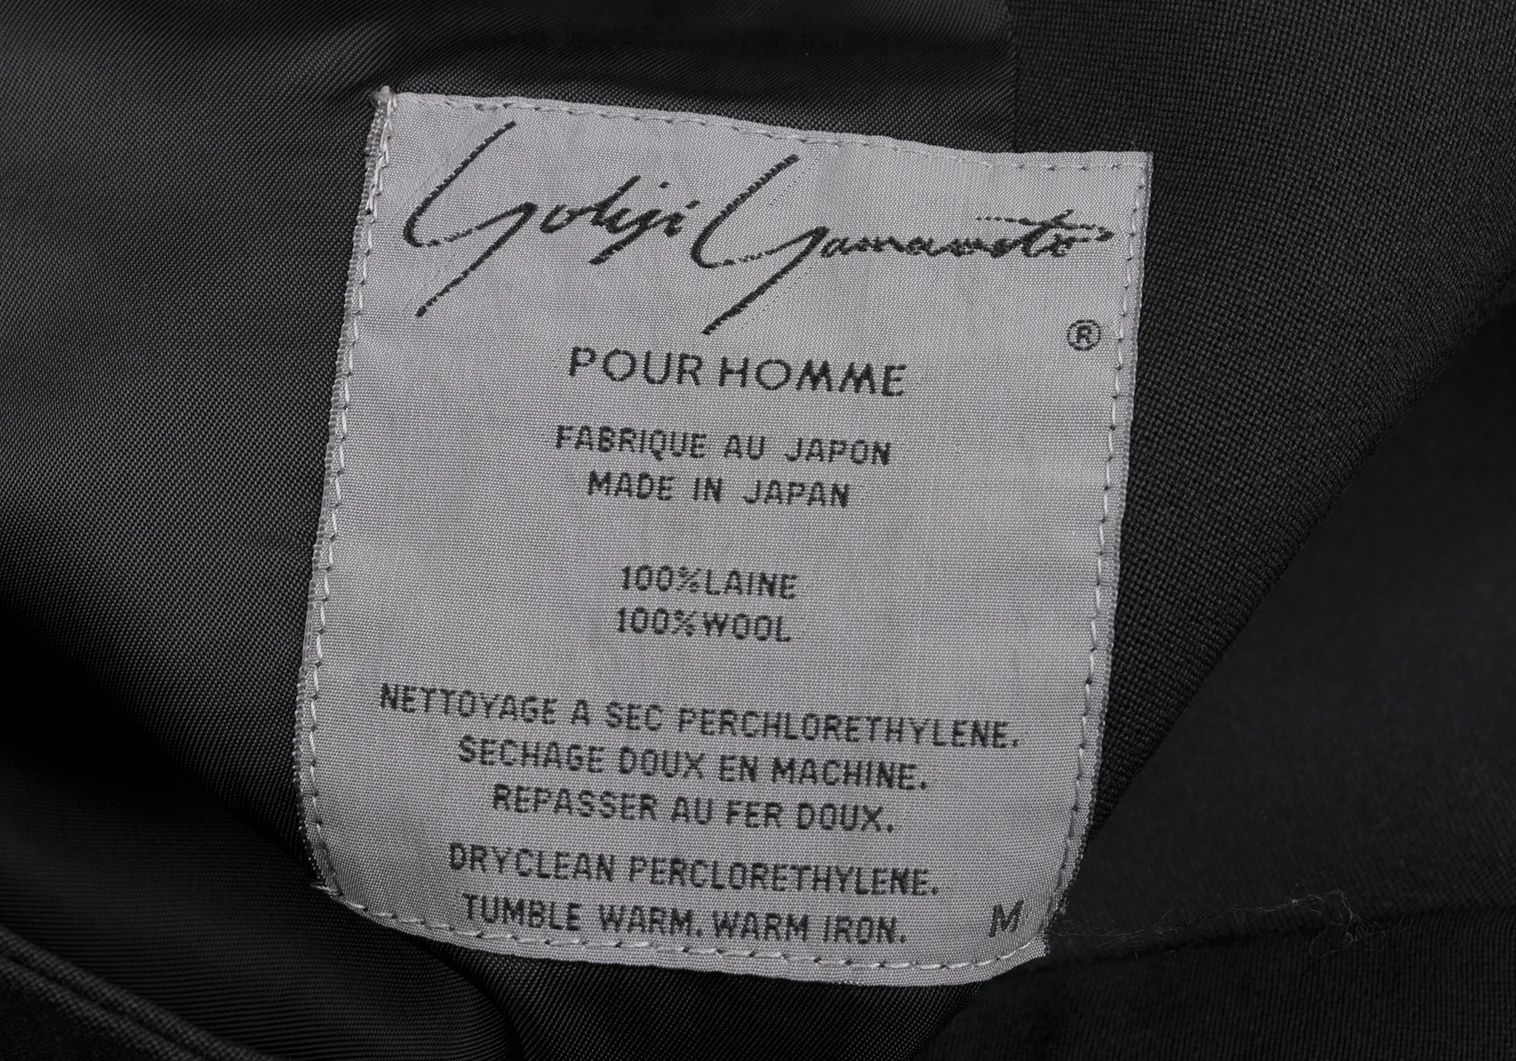 Yohji Yamamoto
®
POUR HOMME
FABRIQUE AU JAPON
MADE IN JAPAN
100%LAINE
100%WOOL
NETTOYAGE A SEC PERCHLORETHYLENE.
SECHAGE DOUX EN MACHINE.
REPASSER AU FER DOUX.
DRYCLEAN PERCLORETHYLENE.
TUMBLE WARM. WARM IRON. M